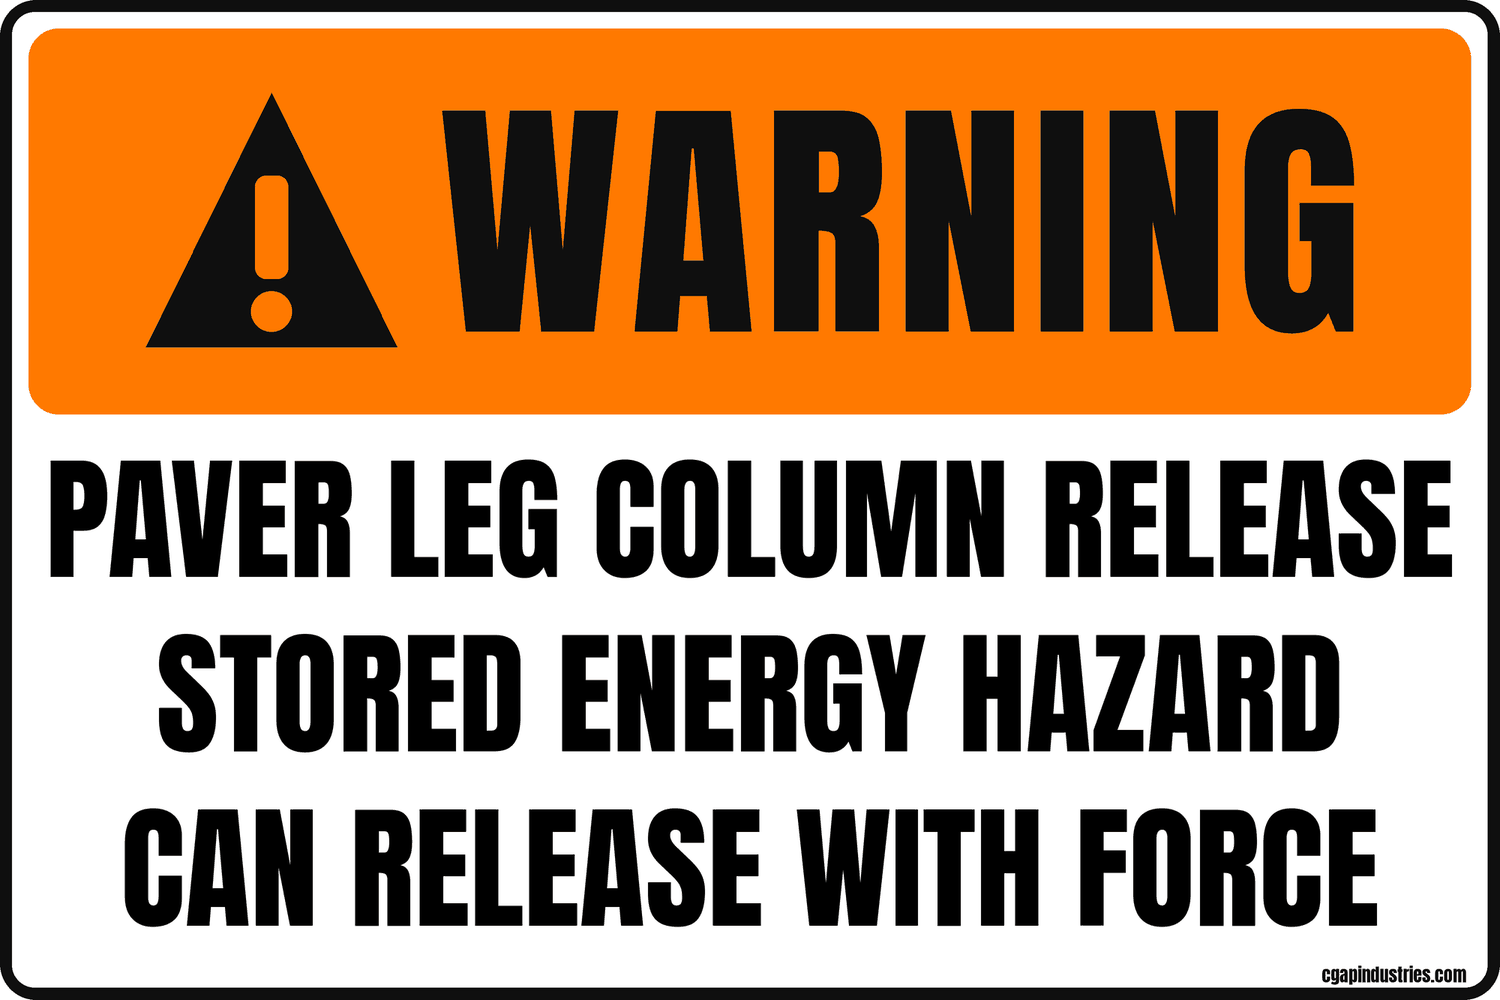 WARNING
PAVER LEG COLUMN RELEASE
STORED ENERGY HAZARD
CAN RELEASE WITH FORCE
cgapindustries.com